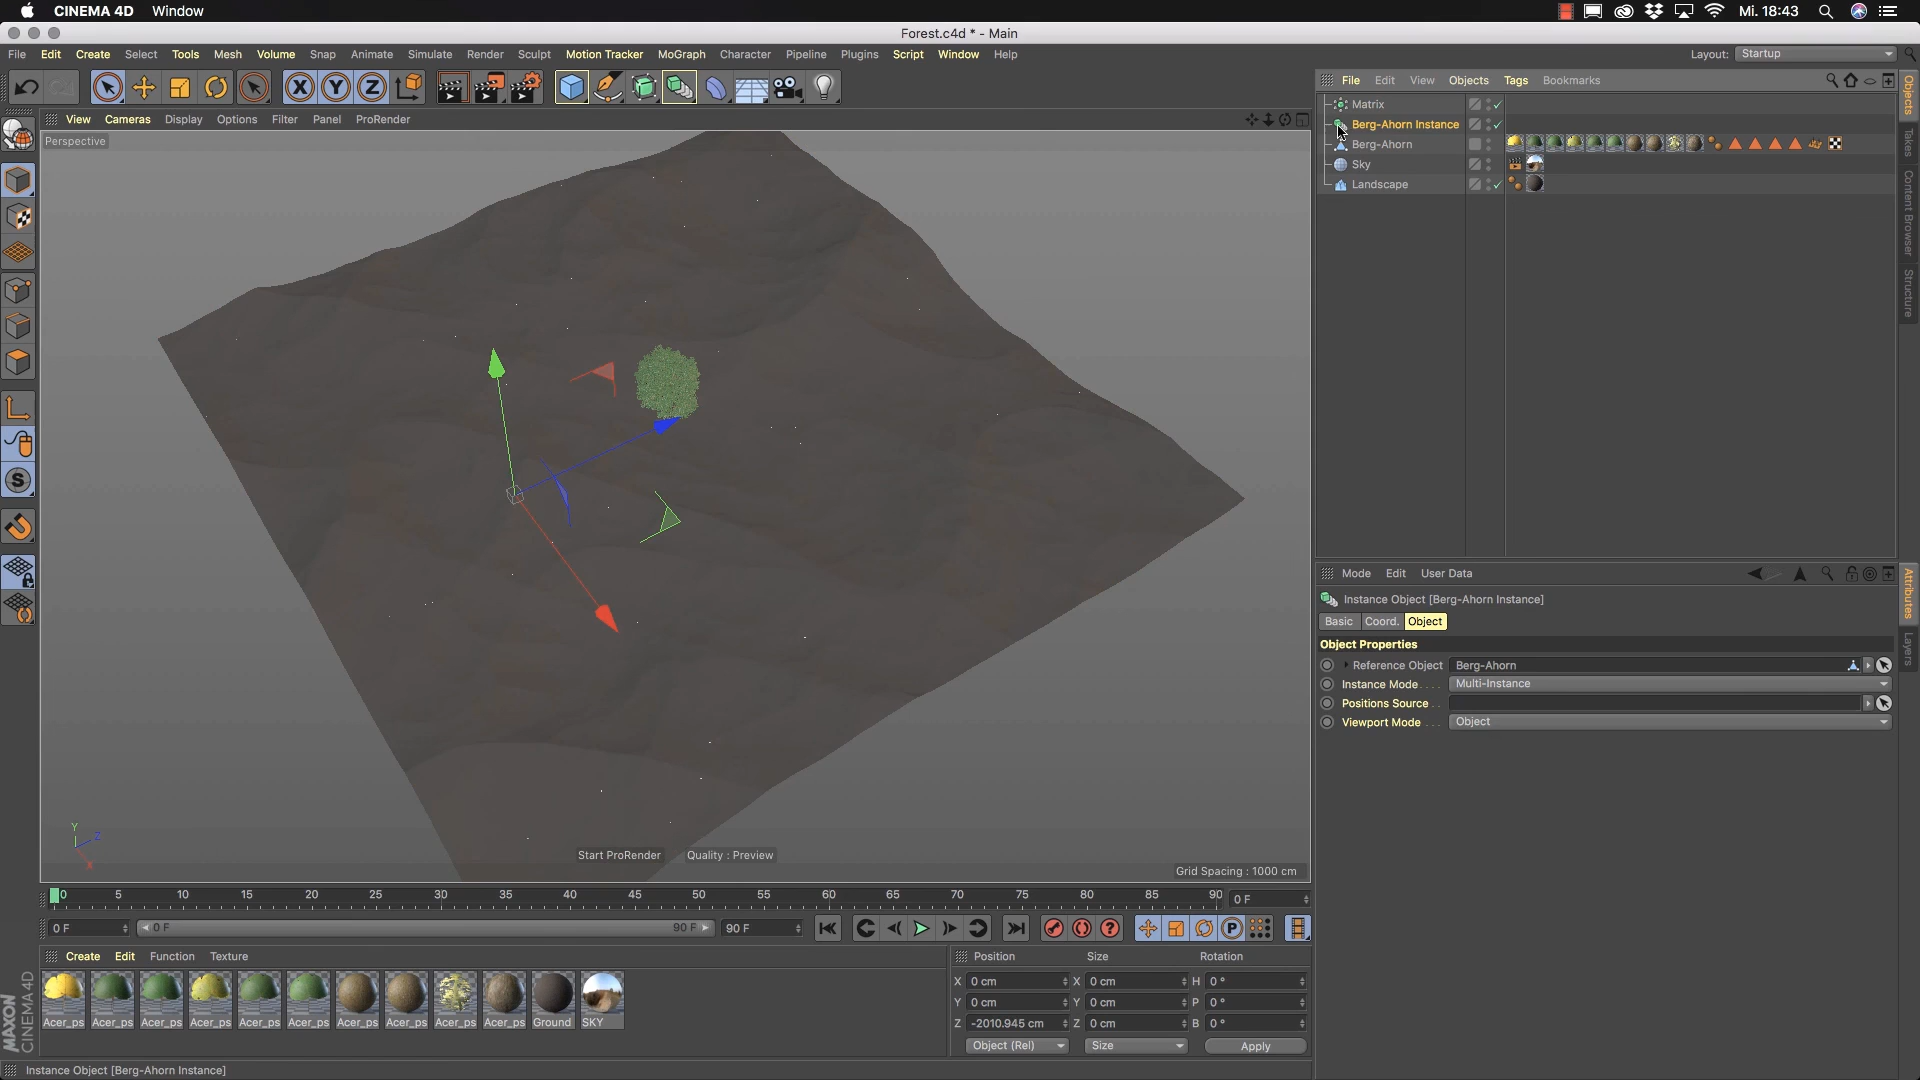 CINEMA 4D Window Mi. 18:43
Forest.c4d * - Main
File Edit Create Select Tools Mesh Volume Snap Animate Simulate Render Sculpt Motion Tracker MoGraph Character Pipeline Plugins Script Window Help Layout: Startup
X Y Z
File Edit View Objects Tags Bookmarks
View Cameras Display Options Filter Panel ProRender
Perspective
Matrix
Berg-Ahorn Instance
Berg-Ahorn
Sky
Landscape
Objects
Takes
Content Browser
Structure
Mode Edit User Data
Instance Object [Berg-Ahorn Instance]
Basic Coord. Object
Object Properties
Reference Object Berg-Ahorn
Instance Mode Multi-Instance
Positions Source
Viewport Mode Object
Attributes
Layers
S
Y
Z
X
Start ProRender Quality : Preview
Grid Spacing : 1000 cm
0 5 10 15 20 25 30 35 40 45 50 55 60 65 70 75 80 85 90 0 F
0 F 0 F 90 F 90 F
P
Create Edit Function Texture
Acer_ps Acer_ps Acer_ps Acer_ps Acer_ps Acer_ps Acer_ps Acer_ps Acer_ps Acer_ps Ground SKY
Position Size Rotation
X 0 cm X 0 cm H 0 °
Y 0 cm Y 0 cm P 0 °
Z -2010.945 cm Z 0 cm B 0 °
Object (Rel) Size Apply
MAXON
CINEMA 4D
Instance Object [Berg-Ahorn Instance]